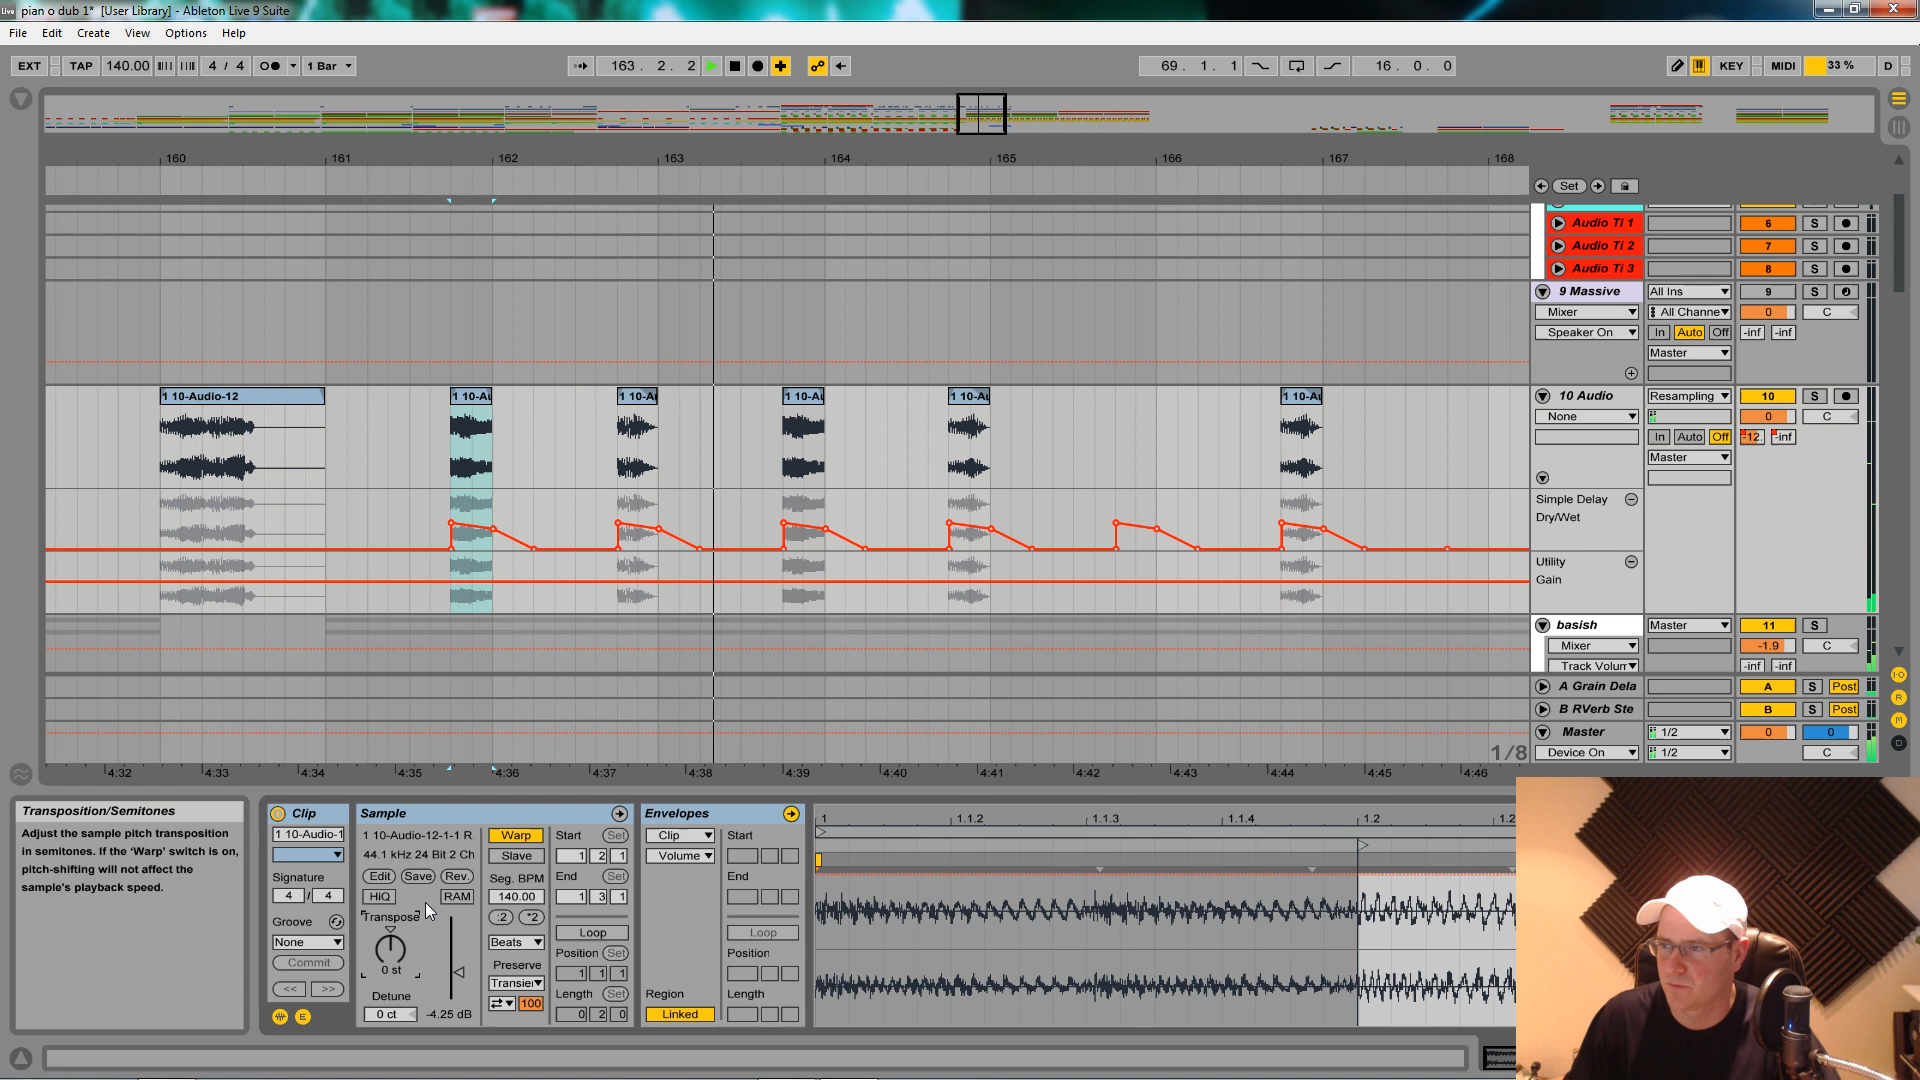 pian o dub 1* [User Library] - Ableton Live 9 Suite
File Edit Create View Options Help
EXT TAP 140.00 4 / 4 1 Bar 163 . 2 . 2 69 . 1 . 1 16 . 0 . 0 KEY MIDI 33 % D
160 161 162 163 164 165 166 167 168
Set
Audio Ti 1 6 S
Audio Ti 2 7 S
Audio Ti 3 8 S
9 Massive All Ins 9 S
Mixer All Channe 0 C
Speaker On In Auto Off -inf -inf
Master
1 10-Audio-12 1 10-Au 1 10-Au 1 10-Au 1 10-Au 1 10-Au
10 Audio Resampling 10 S
None 0 C
In Auto Off -12. -inf
Master
Simple Delay
Dry/Wet
Utility
Gain
basish Master 11 S
Mixer -1.9 C
Track Volum -inf -inf
A Grain Dela A S Post
B RVerb Ste B S Post
Master 1/2 0 0
1/8 Device On 1/2 C
4:32 4:33 4:34 4:35 4:36 4:37 4:38 4:39 4:40 4:41 4:42 4:43 4:44 4:45 4:46
I·O
R
M
D
Transposition/Semitones
Adjust the sample pitch transposition
in semitones. If the ‘Warp’ switch is on,
pitch-shifting will not affect the
sample's playback speed.
Clip
1 10-Audio-1
Signature
4 / 4
Groove
None
Commit
<< >>
E
Sample
1 10-Audio-12-1-1 R.
44.1 kHz 24 Bit 2 Ch
Edit Save Rev.
HiQ RAM
Transpose
0 st
Detune
0 ct -4.25 dB
Warp
Slave
Seg. BPM
140.00
:2 *2
Beats
Preserve
Transie
100
Start Set
1 2 1
End Set
1 3 1
Loop
Position Set
1 1 1
Length Set
0 2 0
Envelopes
Clip
Volume
Region
Linked
Start
End
Loop
Position
Length
1 1.1.2 1.1.3 1.1.4 1.2 1.2